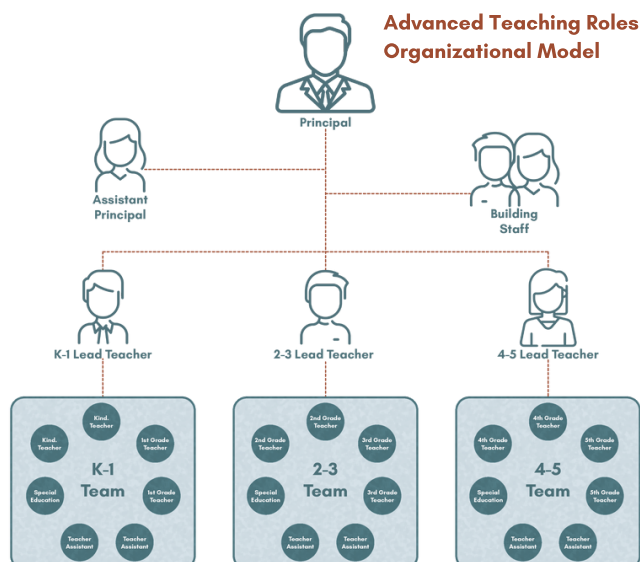 Advanced Teaching Roles
Organizational Model
Principal
Assistant
Principal
Building
Staff
K-1 Lead Teacher
2-3 Lead Teacher
4-5 Lead Teacher
Kind.
Teacher
Kind.
Teacher
1st Grade
Teacher
K-1
Team
Special
Education
1st Grade
Teacher
Teacher
Assistant
Teacher
Assistant
2nd Grade
Teacher
2nd Grade
Teacher
3rd Grade
Teacher
2-3
Team
Special
Education
3rd Grade
Teacher
Teacher
Assistant
Teacher
Assistant
4th Grade
Teacher
4th Grade
Teacher
5th Grade
Teacher
4-5
Team
Special
Education
5th Grade
Teacher
Teacher
Assistant
Teacher
Assistant